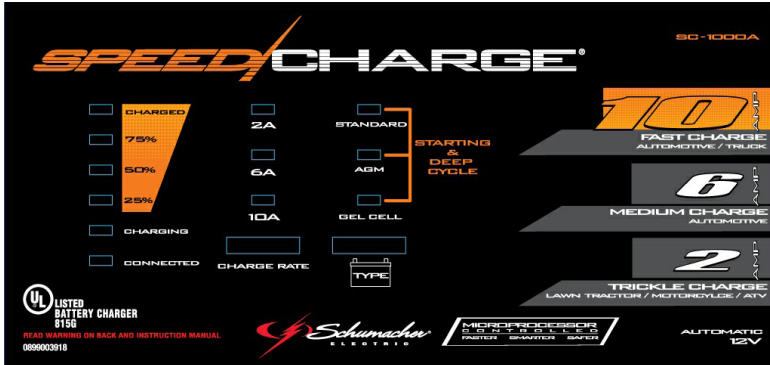 SC-1000A
SPEED/CHARGE®
CHARGED
75%
50%
25%
CHARGING
CONNECTED
2A
6A
10A
CHARGE RATE
STANDARD
AGM
GEL CELL
TYPE
STARTING
&
DEEP
CYCLE
10 AMP
FAST CHARGE
AUTOMOTIVE / TRUCK
6 AMP
MEDIUM CHARGE
AUTOMOTIVE
2 AMP
TRICKLE CHARGE
LAWN TRACTOR / MOTORCYLCE / ATV
UL
LISTED
BATTERY CHARGER
815G
READ WARNING ON BACK AND INSTRUCTION MANUAL
0899003918
Schumacher®
ELECTRIC
MICROPROCESSOR
CONTROLLED
FASTER SMARTER SAFER
AUTOMATIC
12V